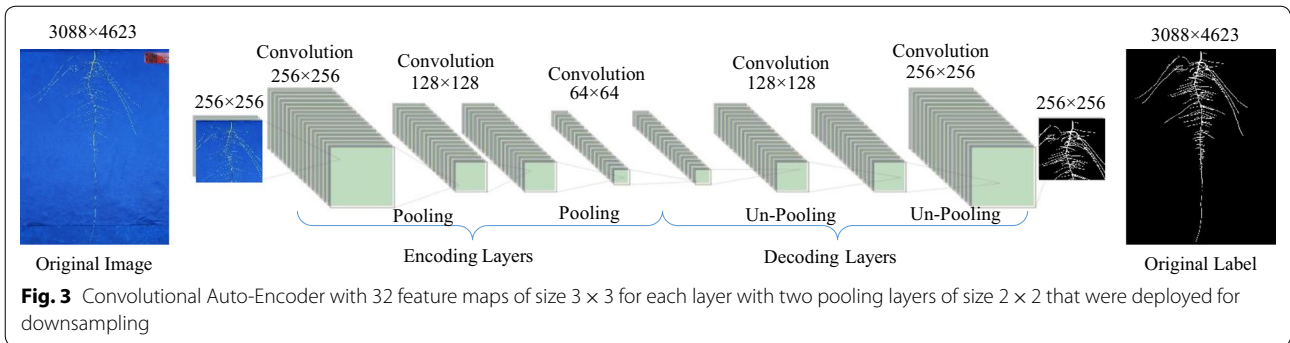 3088×4623
Original Image
256×256
Convolution
256×256
Convolution
128×128
Convolution
64×64
Convolution
128×128
Convolution
256×256
256×256
Pooling
Pooling
Un-Pooling
Un-Pooling
Encoding Layers
Decoding Layers
3088×4623
Original Label
Fig. 3 Convolutional Auto-Encoder with 32 feature maps of size 3 × 3 for each layer with two pooling layers of size 2 × 2 that were deployed for
downsampling